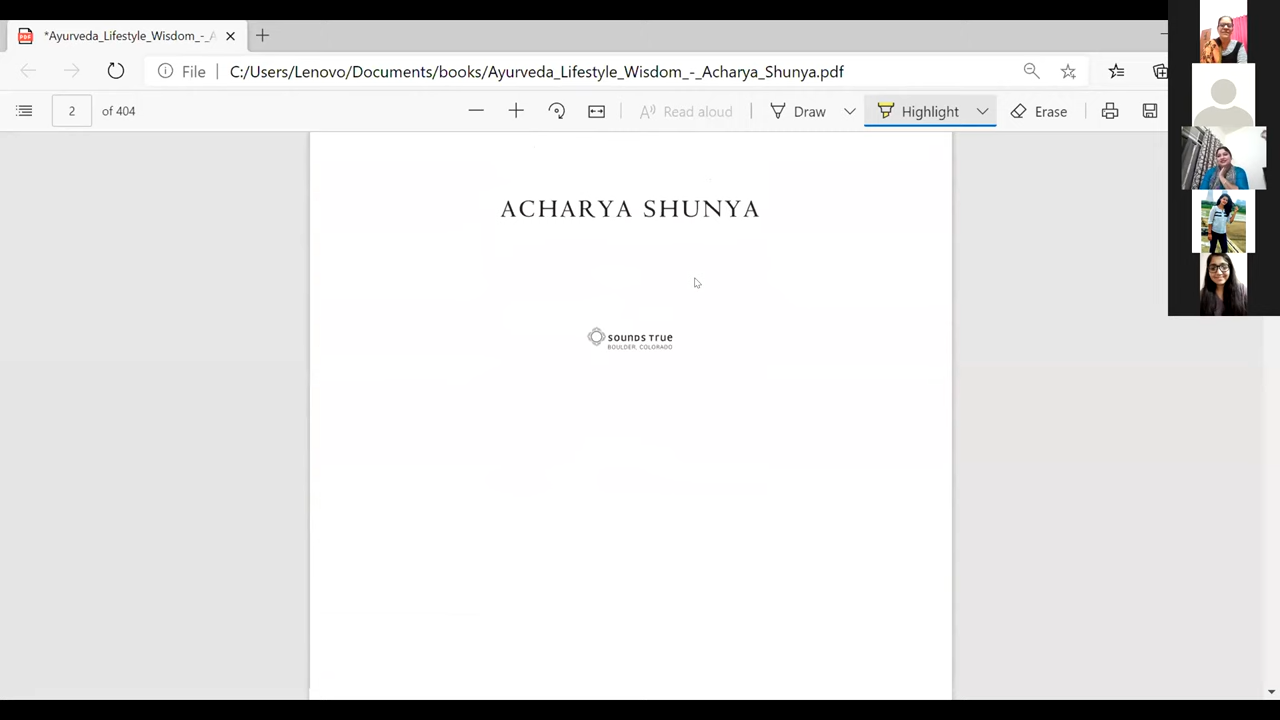 *Ayurveda_Lifestyle_Wisdom_-_A
File C:/Users/Lenovo/Documents/books/Ayurveda_Lifestyle_Wisdom_-_Acharya_Shunya.pdf
2 of 404 Read aloud Draw Highlight Erase
ACHARYA SHUNYA
SOUNDS TRUE
BOULDER, COLORADO